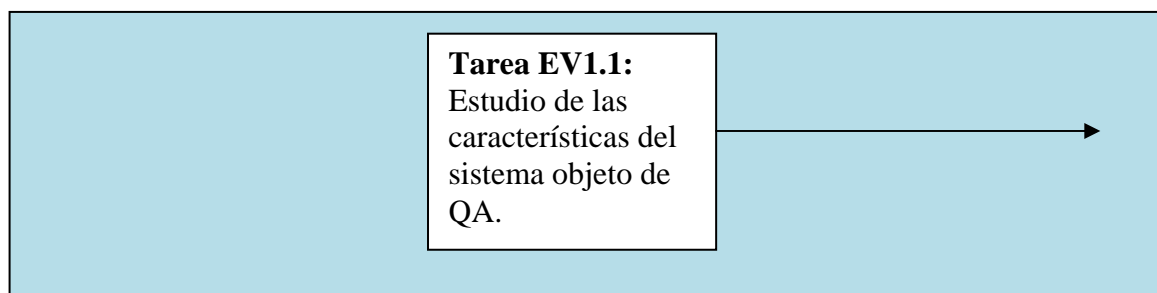 Tarea EV1.1:
Estudio de las
características del
sistema objeto de
QA.